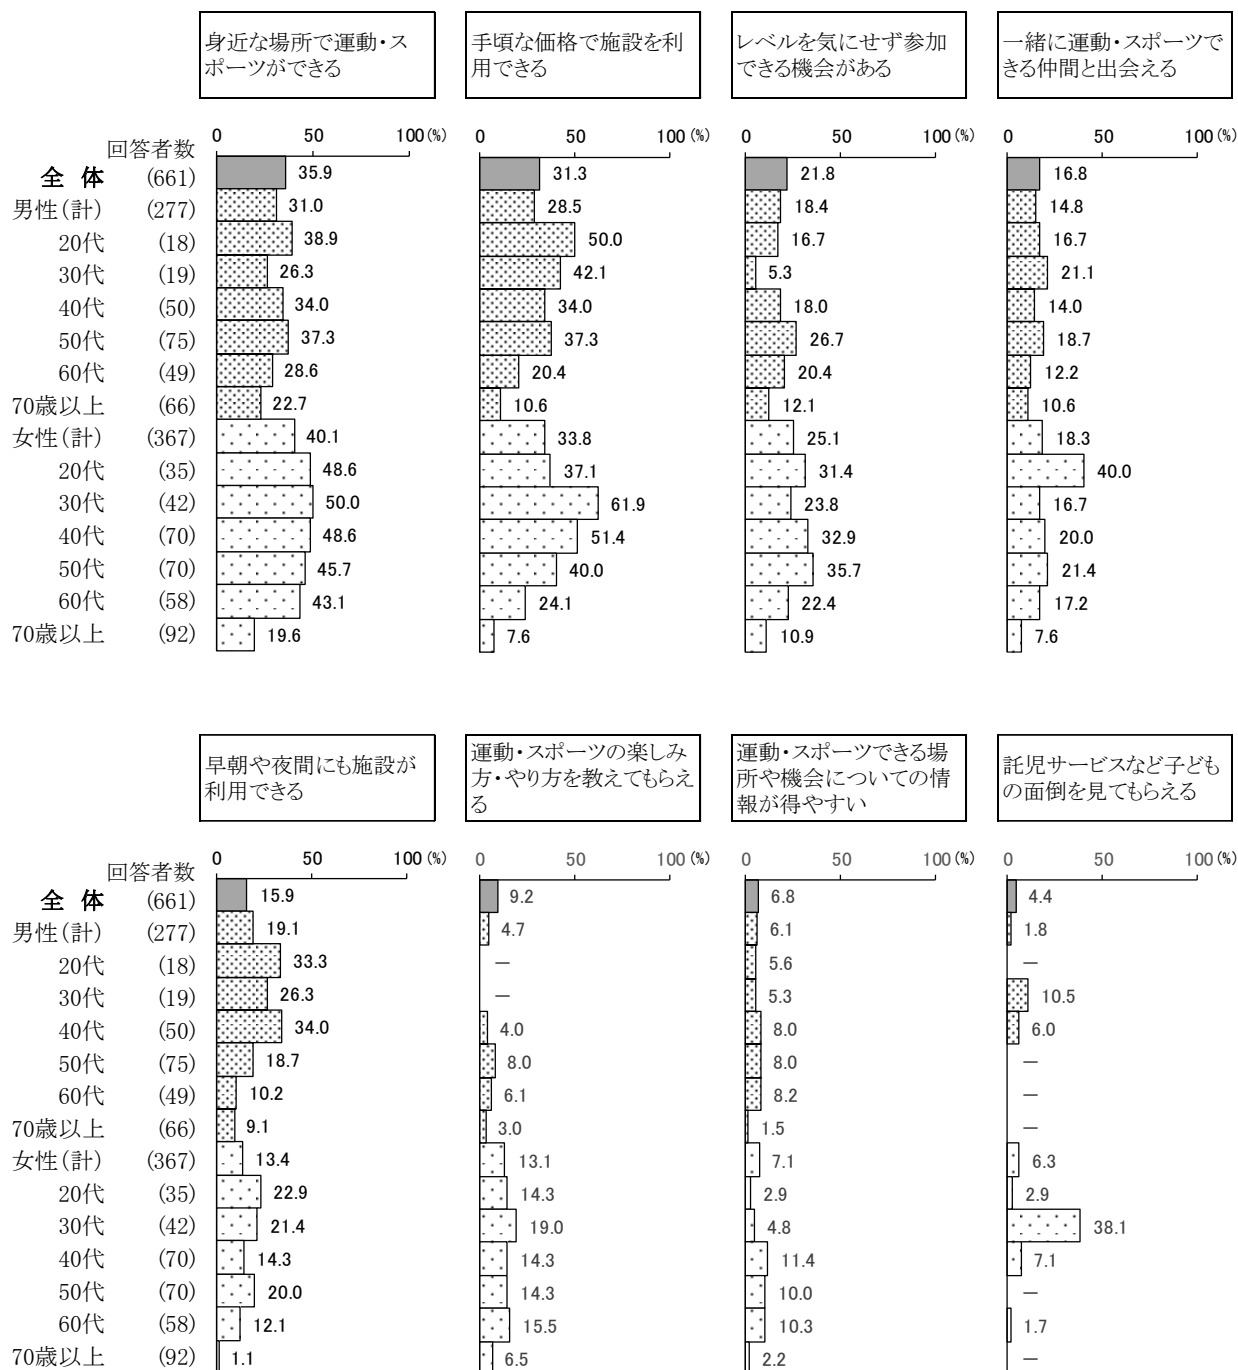 身近な場所で運動・ス
ポーツができる
手頃な価格で施設を利
用できる
レベルを気にせず参加
できる機会がある
一緒に運動・スポーツで
きる仲間と出会える
0 50 100(%) 0 50 100(%) 0 50 100(%) 0 50 100(%)
回答者数
全 体 (661) 35.9 31.3 21.8 16.8
男性(計) (277) 31.0 28.5 18.4 14.8
20代 (18) 38.9 50.0 16.7 16.7
30代 (19) 26.3 42.1 5.3 21.1
40代 (50) 34.0 34.0 18.0 14.0
50代 (75) 37.3 37.3 26.7 18.7
60代 (49) 28.6 20.4 20.4 12.2
70歳以上 (66) 22.7 10.6 12.1 10.6
女性(計) (367) 40.1 33.8 25.1 18.3
20代 (35) 48.6 37.1 31.4 40.0
30代 (42) 50.0 61.9 23.8 16.7
40代 (70) 48.6 51.4 32.9 20.0
50代 (70) 45.7 40.0 35.7 21.4
60代 (58) 43.1 24.1 22.4 17.2
70歳以上 (92) 19.6 7.6 10.9 7.6
早朝や夜間にも施設が
利用できる
運動・スポーツの楽しみ
方・やり方を教えてもらえ
る
運動・スポーツできる場
所や機会についての情
報が得やすい
託児サービスなど子ども
の面倒を見てもらえる
0 50 100(%) 0 50 100(%) 0 50 100(%) 0 50 100(%)
回答者数
全 体 (661) 15.9 9.2 6.8 4.4
男性(計) (277) 19.1 4.7 6.1 1.8
20代 (18) 33.3 － 5.6 －
30代 (19) 26.3 － 5.3 10.5
40代 (50) 34.0 4.0 8.0 6.0
50代 (75) 18.7 8.0 8.0 －
60代 (49) 10.2 6.1 8.2 －
70歳以上 (66) 9.1 3.0 1.5 －
女性(計) (367) 13.4 13.1 7.1 6.3
20代 (35) 22.9 14.3 2.9 2.9
30代 (42) 21.4 19.0 4.8 38.1
40代 (70) 14.3 14.3 11.4 7.1
50代 (70) 20.0 14.3 10.0 －
60代 (58) 12.1 15.5 10.3 1.7
70歳以上 (92) 1.1 6.5 2.2 －